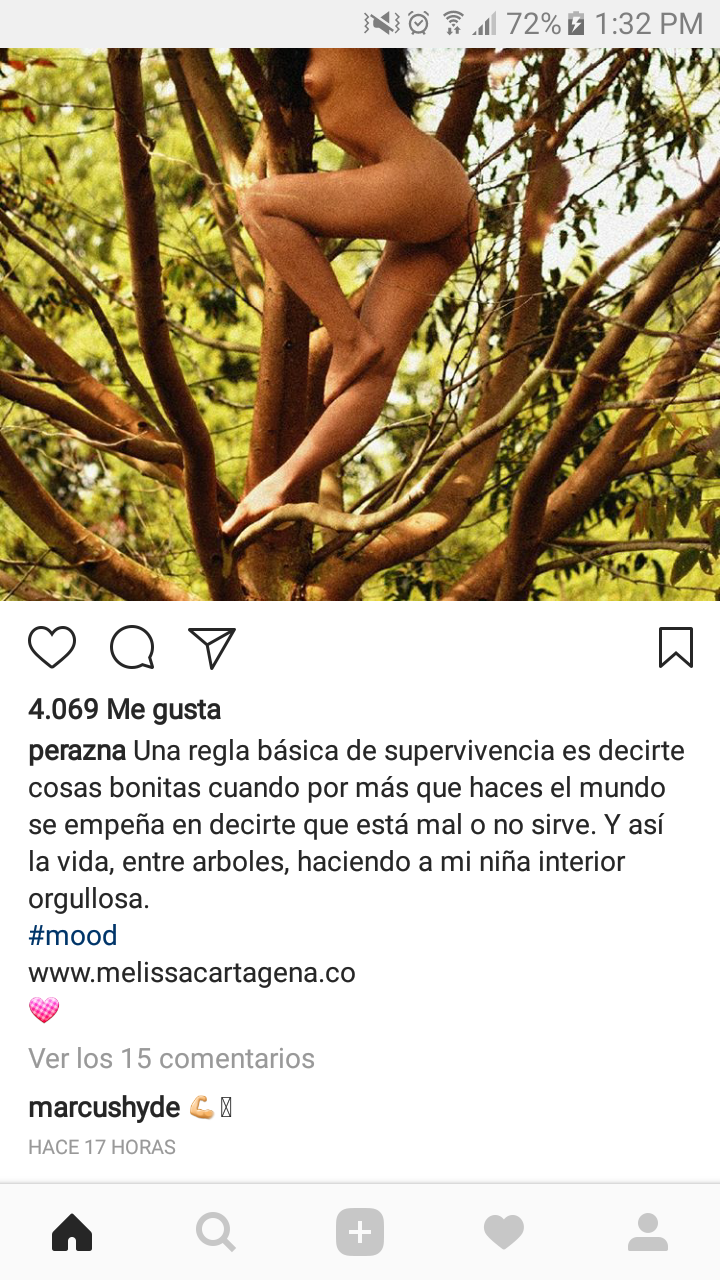 72% 1:32 PM
4.069 Me gusta
perazna Una regla básica de supervivencia es decirte
cosas bonitas cuando por más que haces el mundo
se empeña en decirte que está mal o no sirve. Y así
la vida, entre arboles, haciendo a mi niña interior
orgullosa.
#mood
www.melissacartagena.co
💟
Ver los 15 comentarios
marcushyde 💪🏼
HACE 17 HORAS